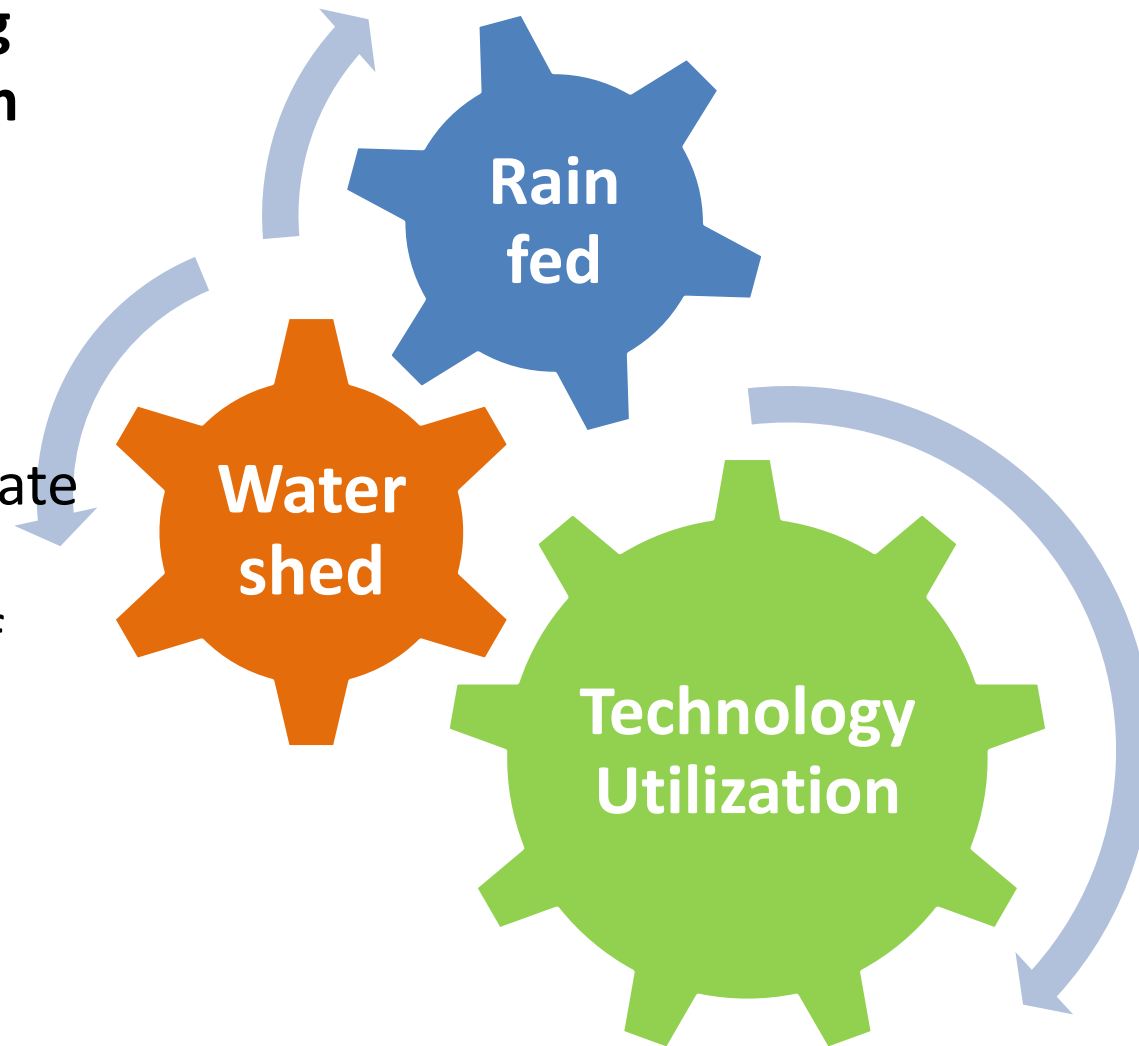 g
n
Rain
fed
ate
Water
shed
Technology
Utilization